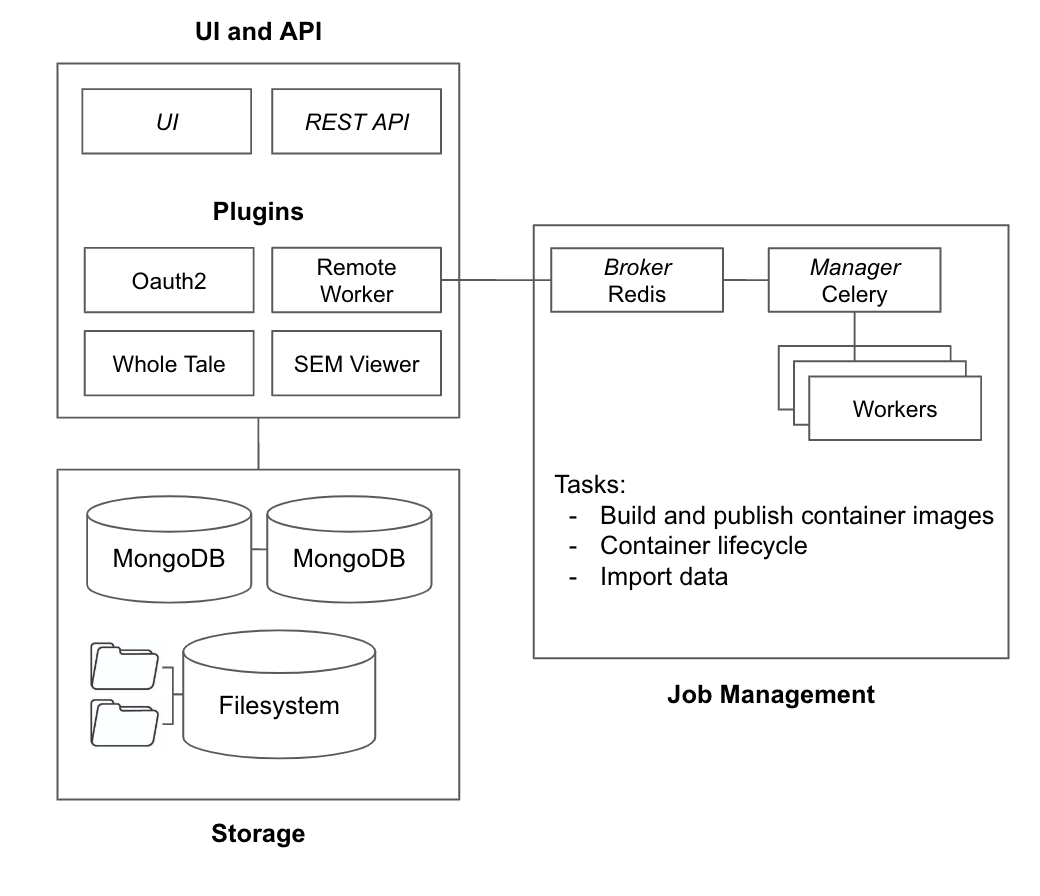 UI and API
UI
REST API
Plugins
Oauth2
Remote
Worker
Whole Tale
SEM Viewer
Broker
Redis
Manager
Celery
Workers
Tasks:
- Build and publish container images
- Container lifecycle
- Import data
Job Management
MongoDB
MongoDB
Filesystem
Storage